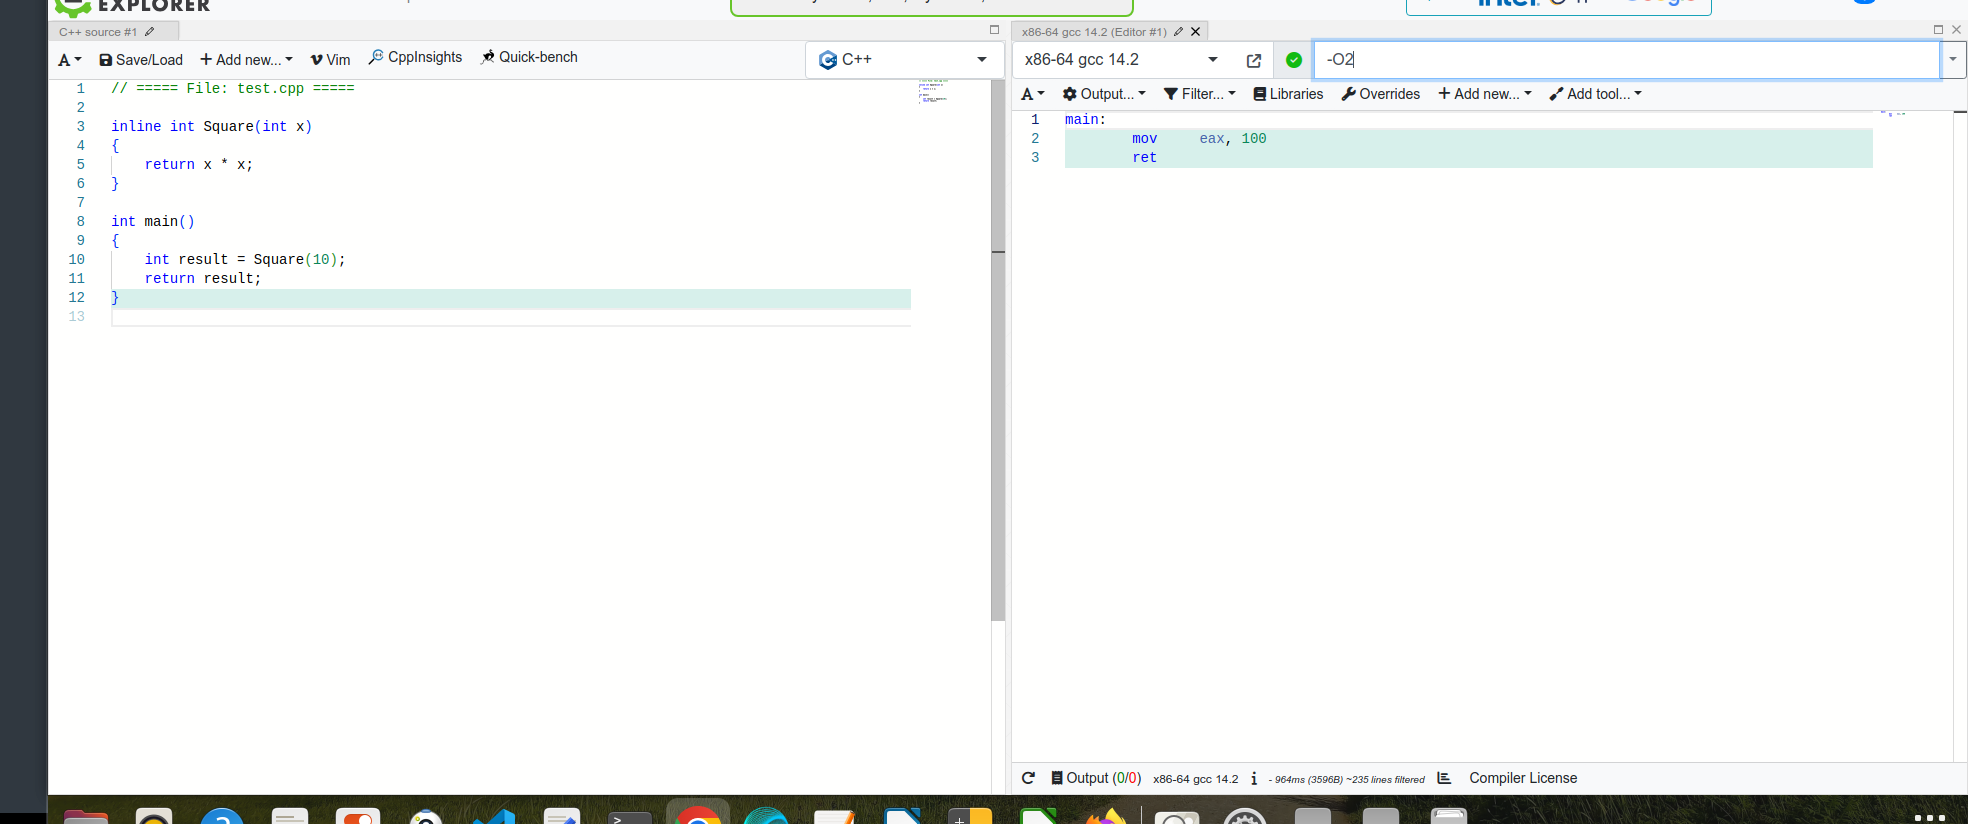 EXPLORER
intel.
C++ source #1
x86-64 gcc 14.2 (Editor #1)
A Save/Load Add new... Vim CppInsights Quick-bench C++
x86-64 gcc 14.2 -O2
A Output... Filter... Libraries Overrides Add new... Add tool...
1 // ===== File: test.cpp =====
2
3 inline int Square(int x)
4 {
5 return x * x;
6 }
7
8 int main()
9 {
10 int result = Square(10);
11 return result;
12 }
13
1 main:
2 mov eax, 100
3 ret
Output (0/0) x86-64 gcc 14.2 i - 964ms (3596B) ~235 lines filtered Compiler License